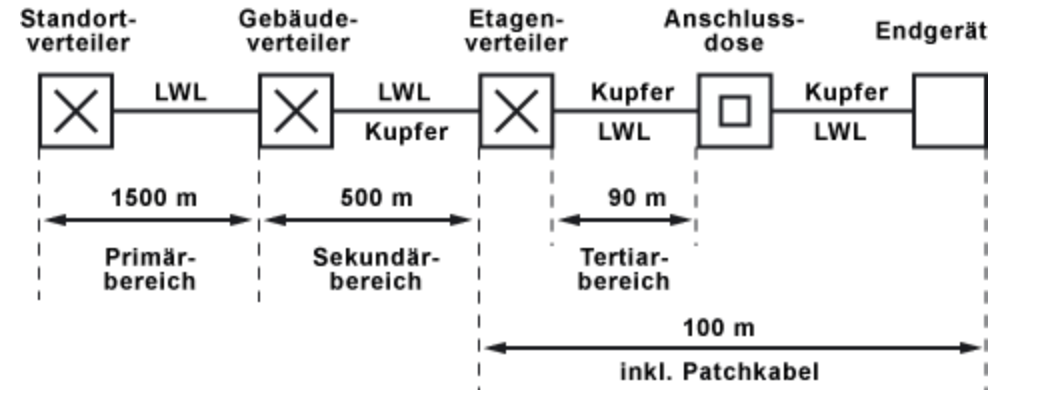 Standort-
verteiler
Gebäude-
verteiler
Etagen-
verteiler
Anschluss-
dose
Endgerät
LWL
LWL
Kupfer
Kupfer
LWL
Kupfer
LWL
1500 m
500 m
90 m
Primär-
bereich
Sekundär-
bereich
Tertiar-
bereich
100 m
inkl. Patchkabel